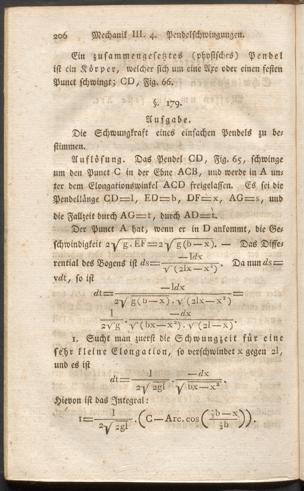 206 Mechanik III. 4. Pendelschwingungen.
Ein zusammengesetztes (physisches) Pendel
ist ein Körper, welcher sich um eine Axe oder einen festen
Punct schwingt; CD, Fig. 66.
§. 179.
Aufgabe.
Die Schwungkraft eines einfachen Pendels zu be-
stimmen.
Auflösung. Das Pendel CD, Fig. 65, schwinge
um den Punct C in der Ebne ACB, und werde in A un-
ter dem Elongationswinkel ACD freigelassen. Es sei die
Pendellänge CD=l, ED=b, DF=x, AG=s, und
die Fallzeit durch AG=t, durch AD=t.
Der Punct A hat, wenn er in D ankommt, die Ge-
schwindigkeit 2√g.EF=2√g(b—x). — Das Diffe-
rential des Bogens ist ds=—ldx/√(2lx—x²). Da nun ds=
vdt, so ist
dt=—ldx/2√g(b—x).√(2lx—x²)=
1/2√g.—dx/√(bx—x²).√(2l—x).
1. Sucht man zuerst die Schwungzeit für eine
sehr kleine Elongation, so verschwindet x gegen 2l,
und es ist
dt=1/2√2gl.—dx/√bx—x².
Hievon ist das Integral:
t=1/2√2gl.(C—Arc.cos(½b—x/½b)).